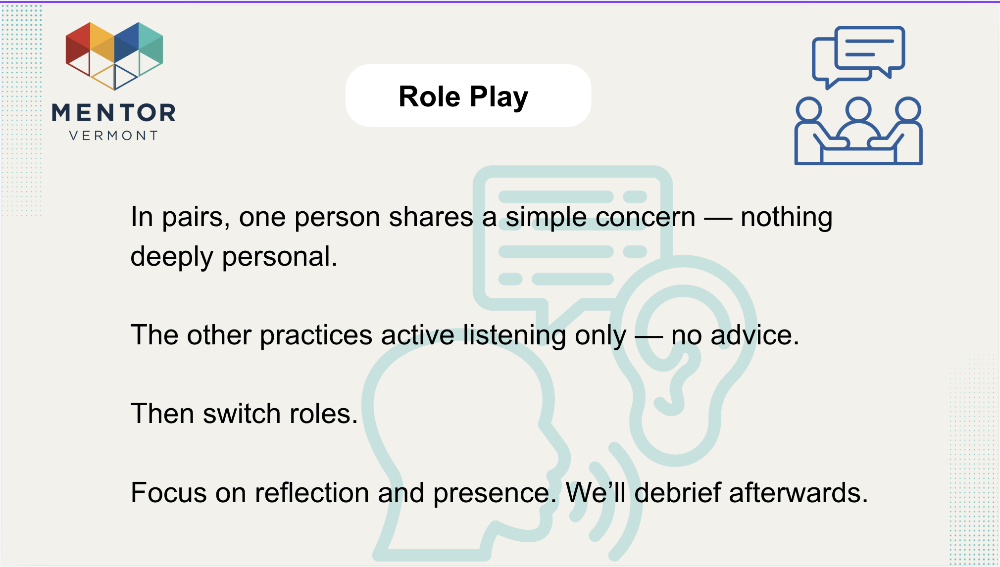 MENTOR
VERMONT
Role Play
In pairs, one person shares a simple concern — nothing
deeply personal.
The other practices active listening only — no advice.
Then switch roles.
Focus on reflection and presence. We’ll debrief afterwards.